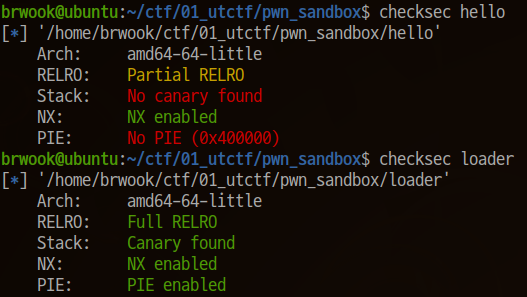 brwook@ubuntu:~/ctf/01_utctf/pwn_sandbox$ checksec hello
[*] '/home/brwook/ctf/01_utctf/pwn_sandbox/hello'
    Arch:     amd64-64-little
    RELRO:    Partial RELRO
    Stack:    No canary found
    NX:       NX enabled
    PIE:      No PIE (0x400000)
brwook@ubuntu:~/ctf/01_utctf/pwn_sandbox$ checksec loader
[*] '/home/brwook/ctf/01_utctf/pwn_sandbox/loader'
    Arch:     amd64-64-little
    RELRO:    Full RELRO
    Stack:    Canary found
    NX:       NX enabled
    PIE:      PIE enabled